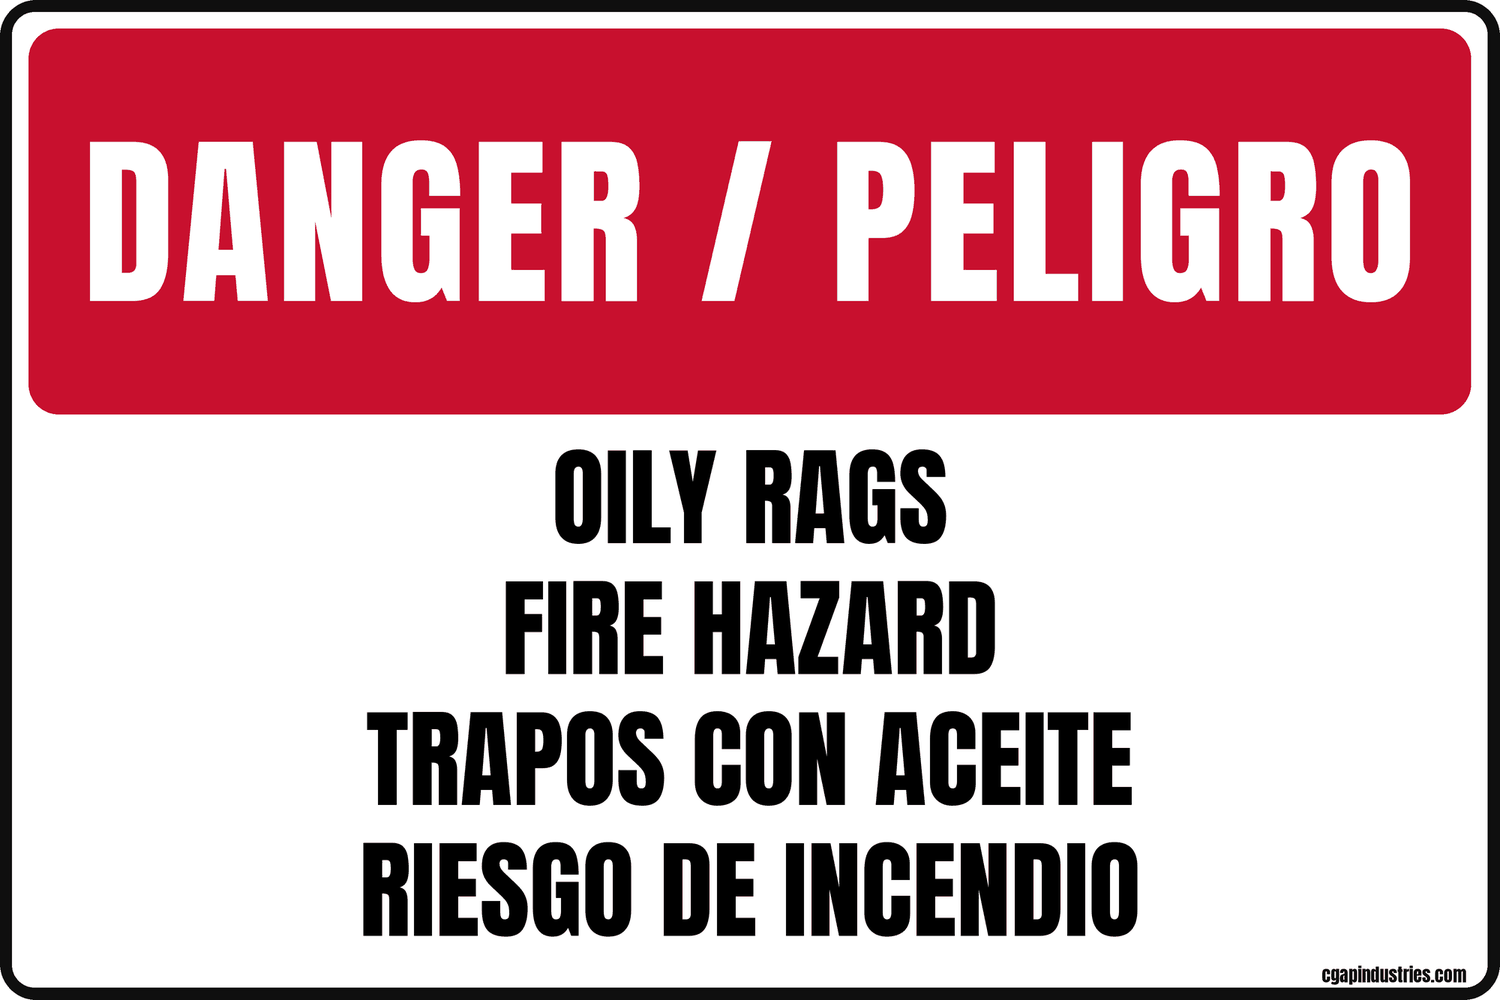 DANGER / PELIGRO
OILY RAGS
FIRE HAZARD
TRAPOS CON ACEITE
RIESGO DE INCENDIO
cgapindustries.com